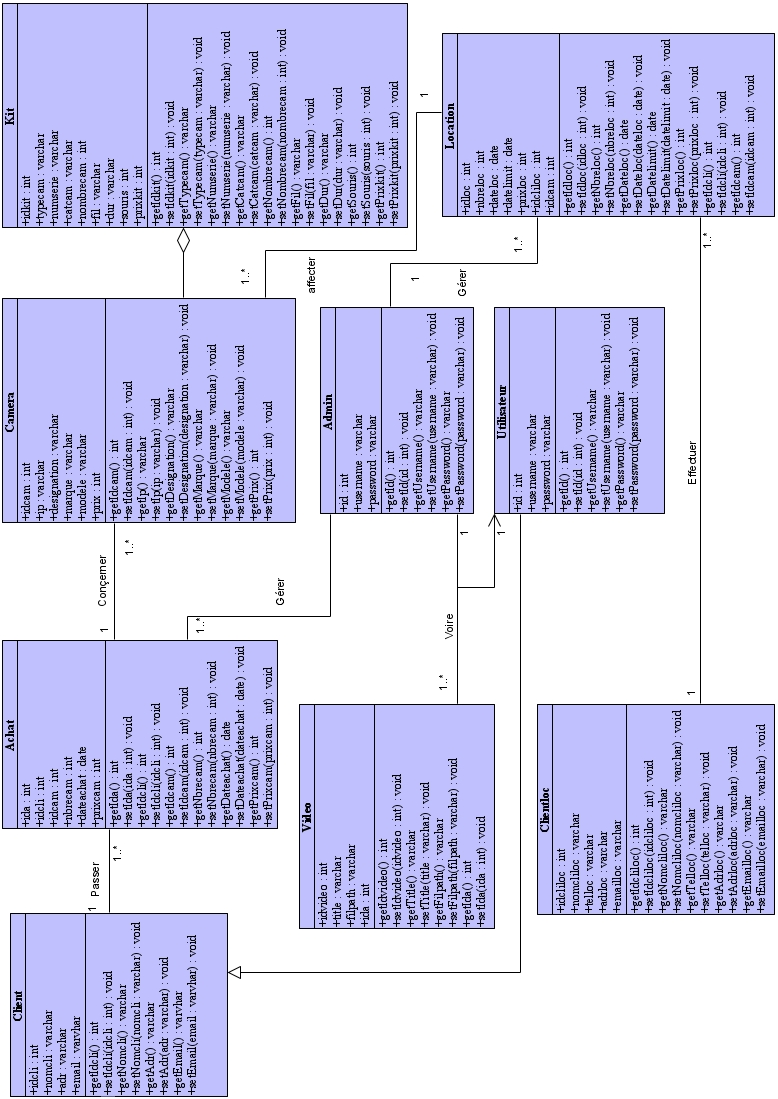 Client
+idcli : int
+nomcli : varchar
+adr : varchar
+email : varvhar
+getIdcli() : int
+setIdcli(idcli : int) : void
+getNomcli() : varchar
+setNomcli(nomcli : varchar) : void
+getAdr() : varchar
+setAdr(adr : varchar) : void
+getEmail() : varvhar
+setEmail(email : varvhar) : void
1
Passer
1..*
Achat
+ida : int
+idcli : int
+idcam : int
+nbrecam : int
+dateachat : date
+prixcam : int
+getIda() : int
+setIda(ida : int) : void
+getIdcli() : int
+setIdcli(idcli : int) : void
+getIdcam() : int
+setIdcam(idcam : int) : void
+getNbrecam() : int
+setNbrecam(nbrecam : int) : void
+getDateachat() : date
+setDateachat(dateachat : date) : void
+getPrixcam() : int
+setPrixcam(prixcam : int) : void
1
Conçerner
1..*
Camera
+idcam : int
+ip : varchar
+designation : varchar
+marque : varchar
+modele : varchar
+prix : int
+getIdcam() : int
+setIdcam(idcam : int) : void
+getIp() : varchar
+setIp(ip : varchar) : void
+getDesignation() : varchar
+setDesignation(designation : varchar) : void
+getMarque() : varchar
+setMarque(marque : varchar) : void
+getModele() : varchar
+setModele(modele : varchar) : void
+getPrix() : int
+setPrix(prix : int) : void
Kit
+idkit : int
+typecam : varchar
+numserie : varchar
+catcam : varchar
+nombrecam : int
+fil : varchar
+dur : varchar
+souris : int
+prixkit : int
+getIdkit() : int
+setIdkit(idkit : int) : void
+getTypecam() : varchar
+setTypecam(typecam : varchar) : void
+getNumserie() : varchar
+setNumserie(numserie : varchar) : void
+getCatcam() : varchar
+setCatcam(catcam : varchar) : void
+getNombrecam() : int
+setNombrecam(nombrecam : int) : void
+getFil() : varchar
+setFil(fil : varchar) : void
+getDur() : varchar
+setDur(dur : varchar) : void
+getSouris() : int
+setSouris(souris : int) : void
+getPrixkit() : int
+setPrixkit(prixkit : int) : void
1..*
affecter
1
1..*
Gérer
Video
+idvideo : int
+title : varchar
+filpath : varchar
+ida : int
+getIdvideo() : int
+setIdvideo(idvideo : int) : void
+getTitle() : varchar
+setTitle(title : varchar) : void
+getFilpath() : varchar
+setFilpath(filpath : varchar) : void
+getIda() : int
+setIda(ida : int) : void
1..*
Voire
1
1
Admin
+id : int
+username : varchar
+password : varchar
+getId() : int
+setId(id : int) : void
+getUsername() : varchar
+setUsername(username : varchar) : void
+getPassword() : varchar
+setPassword(password : varchar) : void
1
Gérer
1..*
Utilisateur
+id : int
+username : varchar
+password : varchar
+getId() : int
+setId(id : int) : void
+getUsername() : varchar
+setUsername(username : varchar) : void
+getPassword() : varchar
+setPassword(password : varchar) : void
Location
+idloc : int
+nbreloc : int
+dateloc : date
+datelimit : date
+prixloc : int
+idcliloc : int
+idcam : int
+getIdloc() : int
+setIdloc(idloc : int) : void
+getNbreloc() : int
+setNbreloc(nbreloc : int) : void
+getDateloc() : date
+setDateloc(dateloc : date) : void
+getDatelimit() : date
+setDatelimit(datelimit : date) : void
+getPrixloc() : int
+setPrixloc(prixloc : int) : void
+getIdcli() : int
+setIdcli(idcli : int) : void
+getIdcam() : int
+setIdcam(idcam : int) : void
Clientloc
+idcliloc : int
+nomcliloc : varchar
+telloc : varchar
+adrloc : varchar
+emailloc : varchar
+getIdcliloc() : int
+setIdcliloc(idcliloc : int) : void
+getNomcliloc() : varchar
+setNomcliloc(nomcliloc : varchar) : void
+getTelloc() : varchar
+setTelloc(telloc : varchar) : void
+getAdrloc() : varchar
+setAdrloc(adrloc : varchar) : void
+getEmailloc() : varchar
+setEmailloc(emailloc : varchar) : void
1
Effectuer
1..*